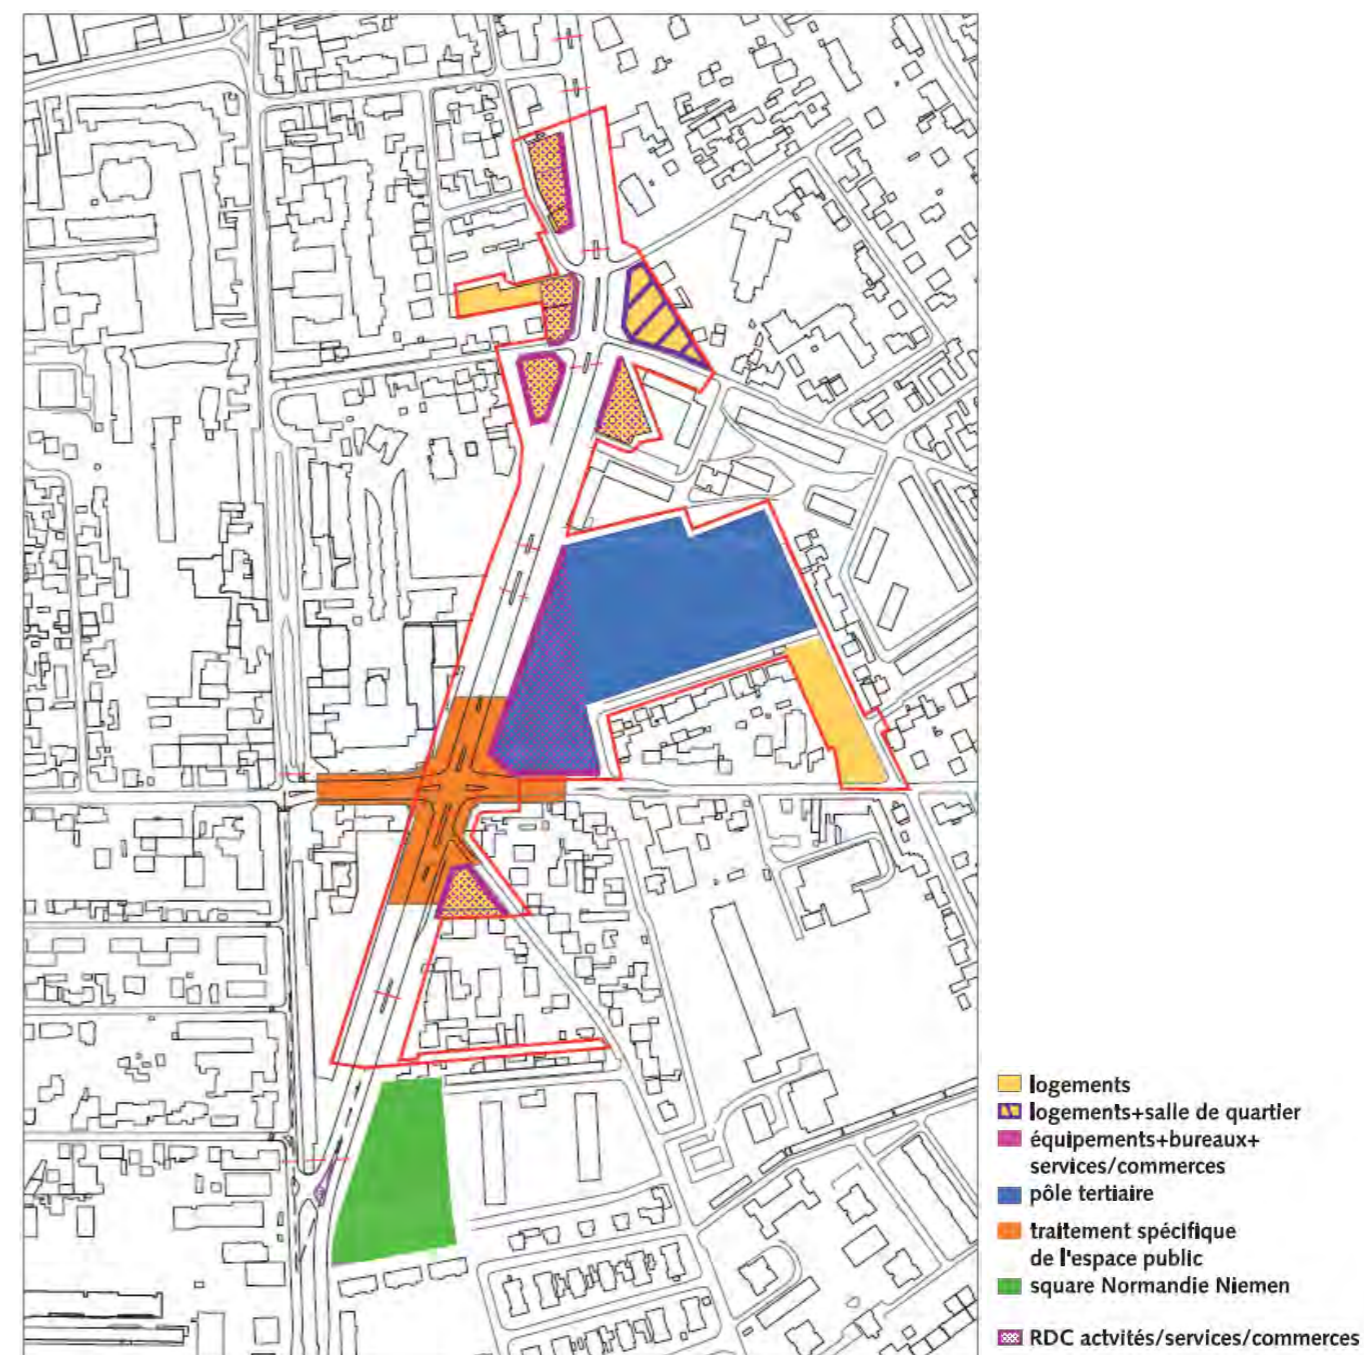 logements
logements+salle de quartier
équipements+bureaux+
services/commerces
pôle tertiaire
traitement spécifique
de l'espace public
square Normandie Niemen
RDC actvités/services/commerces